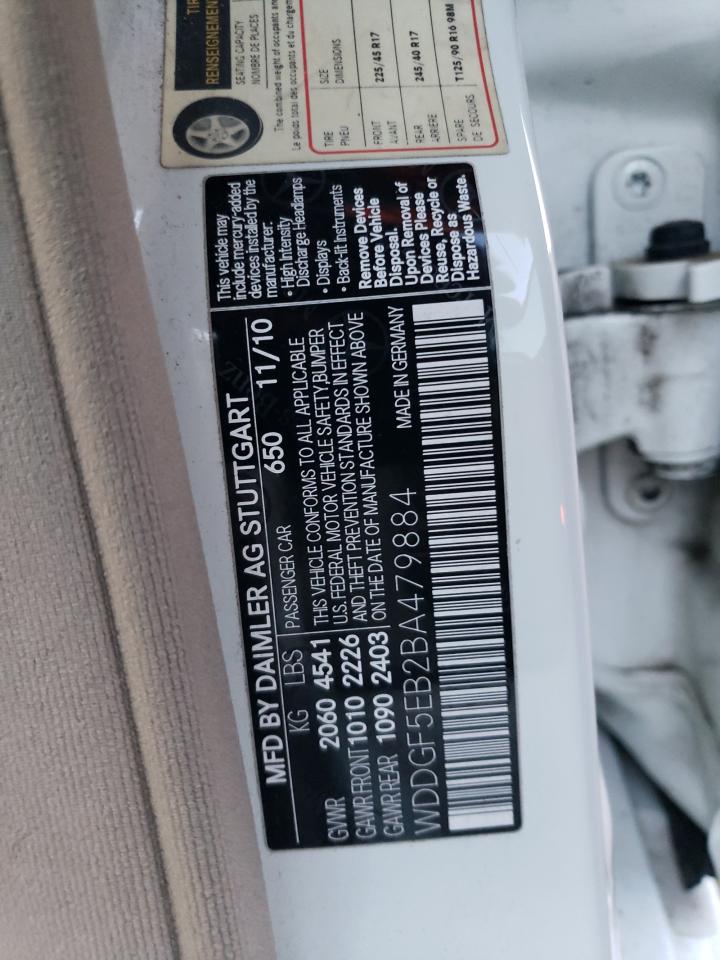 TIR
RENSEIGNEMENT
SEATING CAPACITY
NOMBRE DE PLACES
The combined weight of occupants an
Le poids total des occupants et du chargem
TIRE SIZE
PNEU DIMENSIONS
FRONT 225/45 R17
AVANT
REAR 245/40 R17
ARRIÈRE
SPARE T125/90 R16 98M
DE SECOURS
This vehicle may
include mercury-added
devices installed by the
manufacturer:
• High Intensity
Discharge Headlamps
• Displays
• Back-lit Instruments
Remove Devices
Before Vehicle
Disposal.
Upon Removal of
Devices Please
Reuse, Recycle or
Dispose as
Hazardous Waste.
MFD BY DAIMLER AG STUTTGART
650 11/10
KG LBS PASSENGER CAR
GVWR 2060 4541
GAWR FRONT 1010 2226
GAWR REAR 1090 2403
THIS VEHICLE CONFORMS TO ALL APPLICABLE
U.S. FEDERAL MOTOR VEHICLE SAFETY,BUMPER
AND THEFT PREVENTION STANDARDS IN EFFECT
ON THE DATE OF MANUFACTURE SHOWN ABOVE
MADE IN GERMANY
WDDGF5EB2BA479884